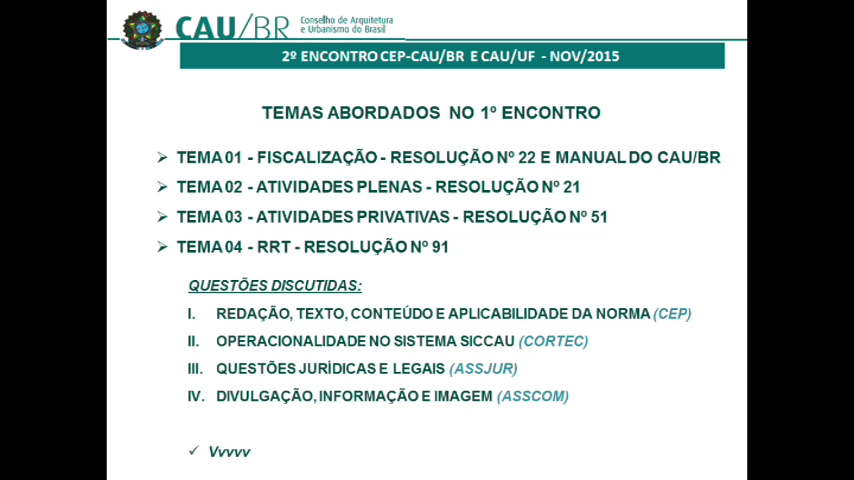 CAU/BR
Conselho de Arquitetura
e Urbanismo do Brasil
2º ENCONTRO CEP-CAU/BR E CAU/UF - NOV/2015
TEMAS ABORDADOS NO 1º ENCONTRO
➢ TEMA 01 - FISCALIZAÇÃO - RESOLUÇÃO Nº 22 E MANUAL DO CAU/BR
➢ TEMA 02 - ATIVIDADES PLENAS - RESOLUÇÃO Nº 21
➢ TEMA 03 - ATIVIDADES PRIVATIVAS - RESOLUÇÃO Nº 51
➢ TEMA 04 - RRT - RESOLUÇÃO Nº 91
QUESTÕES DISCUTIDAS:
I. REDAÇÃO, TEXTO, CONTEÚDO E APLICABILIDADE DA NORMA (CEP)
II. OPERACIONALIDADE NO SISTEMA SICCAU (CORTEC)
III. QUESTÕES JURÍDICAS E LEGAIS (ASSJUR)
IV. DIVULGAÇÃO, INFORMAÇÃO E IMAGEM (ASSCOM)
✓ Vvvvv